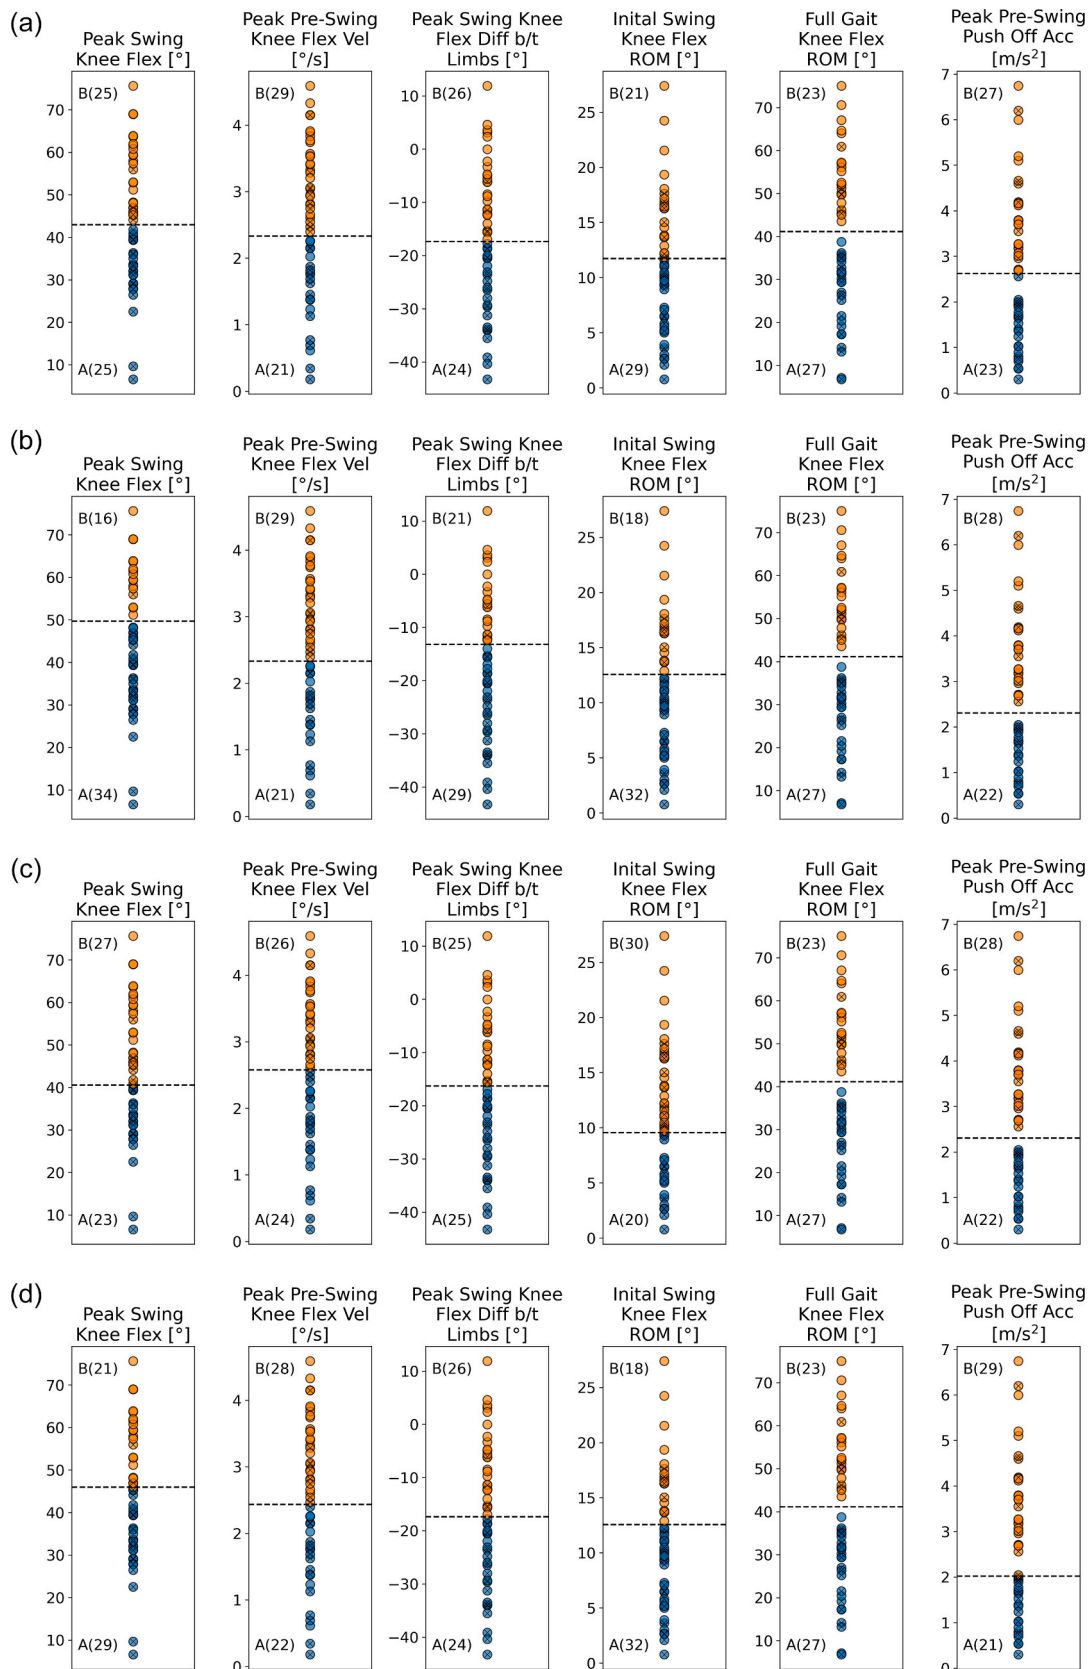 (a)
Peak Swing
Knee Flex [°]
Peak Pre-Swing
Knee Flex Vel
[°/s]
Peak Swing Knee
Flex Diff b/t
Limbs [°]
Inital Swing
Knee Flex
ROM [°]
Full Gait
Knee Flex
ROM [°]
Peak Pre-Swing
Push Off Acc
[m/s²]
B(25)
70
60
50
40
30
20
10
A(25)
B(29)
4
3
2
1
0
A(21)
B(26)
10
0
−10
−20
−30
−40
A(24)
B(21)
25
20
15
10
5
0
A(29)
B(23)
70
60
50
40
30
20
10
A(27)
B(27)
7
6
5
4
3
2
1
0
A(23)
(b)
Peak Swing
Knee Flex [°]
Peak Pre-Swing
Knee Flex Vel
[°/s]
Peak Swing Knee
Flex Diff b/t
Limbs [°]
Inital Swing
Knee Flex
ROM [°]
Full Gait
Knee Flex
ROM [°]
Peak Pre-Swing
Push Off Acc
[m/s²]
B(16)
70
60
50
40
30
20
10
A(34)
B(29)
4
3
2
1
0
A(21)
B(21)
10
0
−10
−20
−30
−40
A(29)
B(18)
25
20
15
10
5
0
A(32)
B(23)
70
60
50
40
30
20
10
A(27)
B(28)
7
6
5
4
3
2
1
0
A(22)
(c)
Peak Swing
Knee Flex [°]
Peak Pre-Swing
Knee Flex Vel
[°/s]
Peak Swing Knee
Flex Diff b/t
Limbs [°]
Inital Swing
Knee Flex
ROM [°]
Full Gait
Knee Flex
ROM [°]
Peak Pre-Swing
Push Off Acc
[m/s²]
B(27)
70
60
50
40
30
20
10
A(23)
B(26)
4
3
2
1
0
A(24)
B(25)
10
0
−10
−20
−30
−40
A(25)
B(30)
25
20
15
10
5
0
A(20)
B(23)
70
60
50
40
30
20
10
A(27)
B(28)
7
6
5
4
3
2
1
0
A(22)
(d)
Peak Swing
Knee Flex [°]
Peak Pre-Swing
Knee Flex Vel
[°/s]
Peak Swing Knee
Flex Diff b/t
Limbs [°]
Inital Swing
Knee Flex
ROM [°]
Full Gait
Knee Flex
ROM [°]
Peak Pre-Swing
Push Off Acc
[m/s²]
B(21)
70
60
50
40
30
20
10
A(29)
B(28)
4
3
2
1
0
A(22)
B(26)
10
0
−10
−20
−30
−40
A(24)
B(18)
25
20
15
10
5
0
A(32)
B(23)
70
60
50
40
30
20
10
A(27)
B(29)
7
6
5
4
3
2
1
0
A(21)